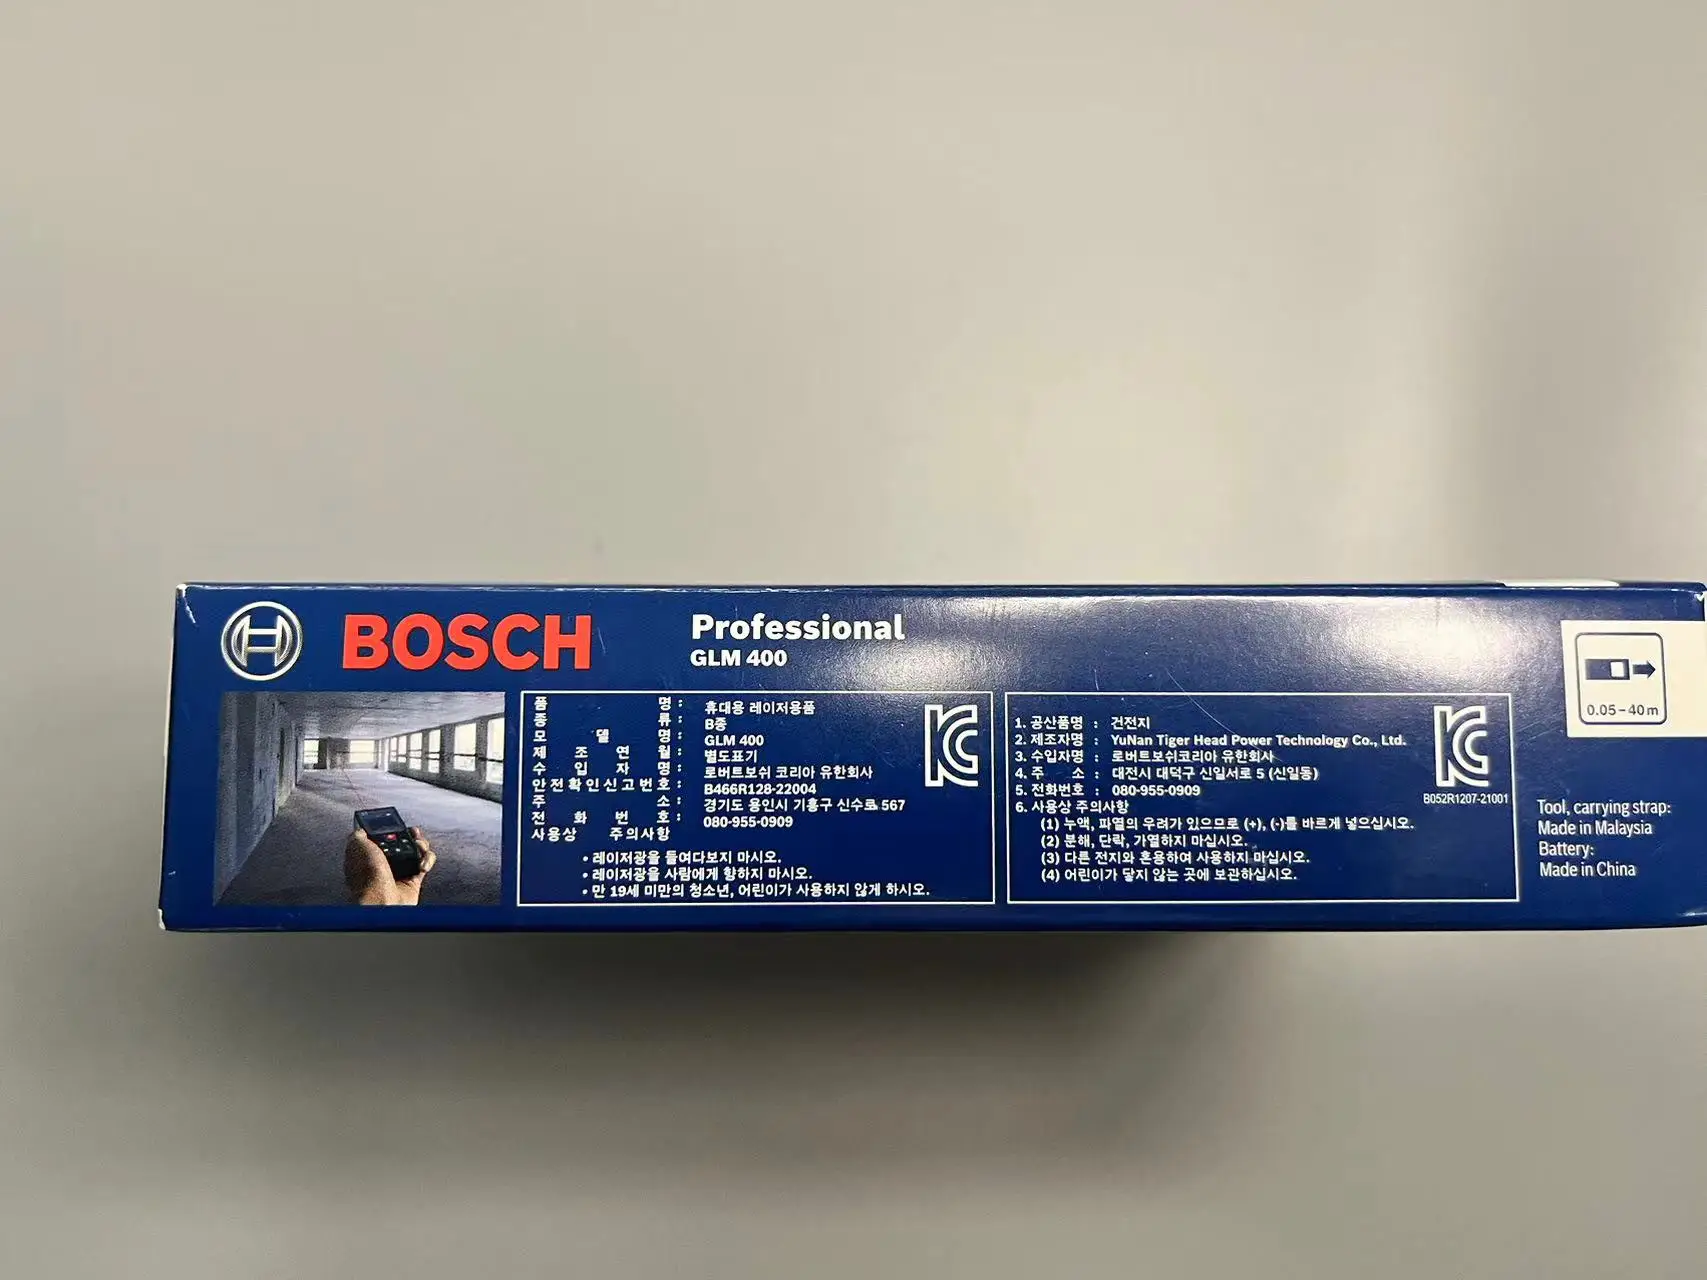 BOSCH
Professional
GLM 400
품 명 : 휴대용 레이저용품
종 류 : B종
모 델 명 : GLM 400
제 조 연 월 : 별도표기
수 입 자 명 : 로버트보쉬 코리아 유한회사
안전확인신고번호 : B466R128-22004
주 소 : 경기도 용인시 기흥구 신수로 567
전 화 번 호 : 080-955-0909
사용상 주의사항
• 레이저광을 들여다보지 마시오.
• 레이저광을 사람에게 향하지 마시오.
• 만 19세 미만의 청소년, 어린이가 사용하지 않게 하시오.
1. 공산품명 : 건전지
2. 제조자명 : YuNan Tiger Head Power Technology Co., Ltd.
3. 수입자명 : 로버트보쉬코리아 유한회사
4. 주 소 : 대전시 대덕구 신일서로 5 (신일동)
5. 전화번호 : 080-955-0909
6. 사용상 주의사항
(1) 누액, 파열의 우려가 있으므로 (+), (-)를 바르게 넣으십시오.
(2) 분해, 단락, 가열하지 마십시오.
(3) 다른 전지와 혼용하여 사용하지 마십시오.
(4) 어린이가 닿지 않는 곳에 보관하십시오.
B052R1207-21001
0.05-40m
Tool, carrying strap:
Made in Malaysia
Battery:
Made in China